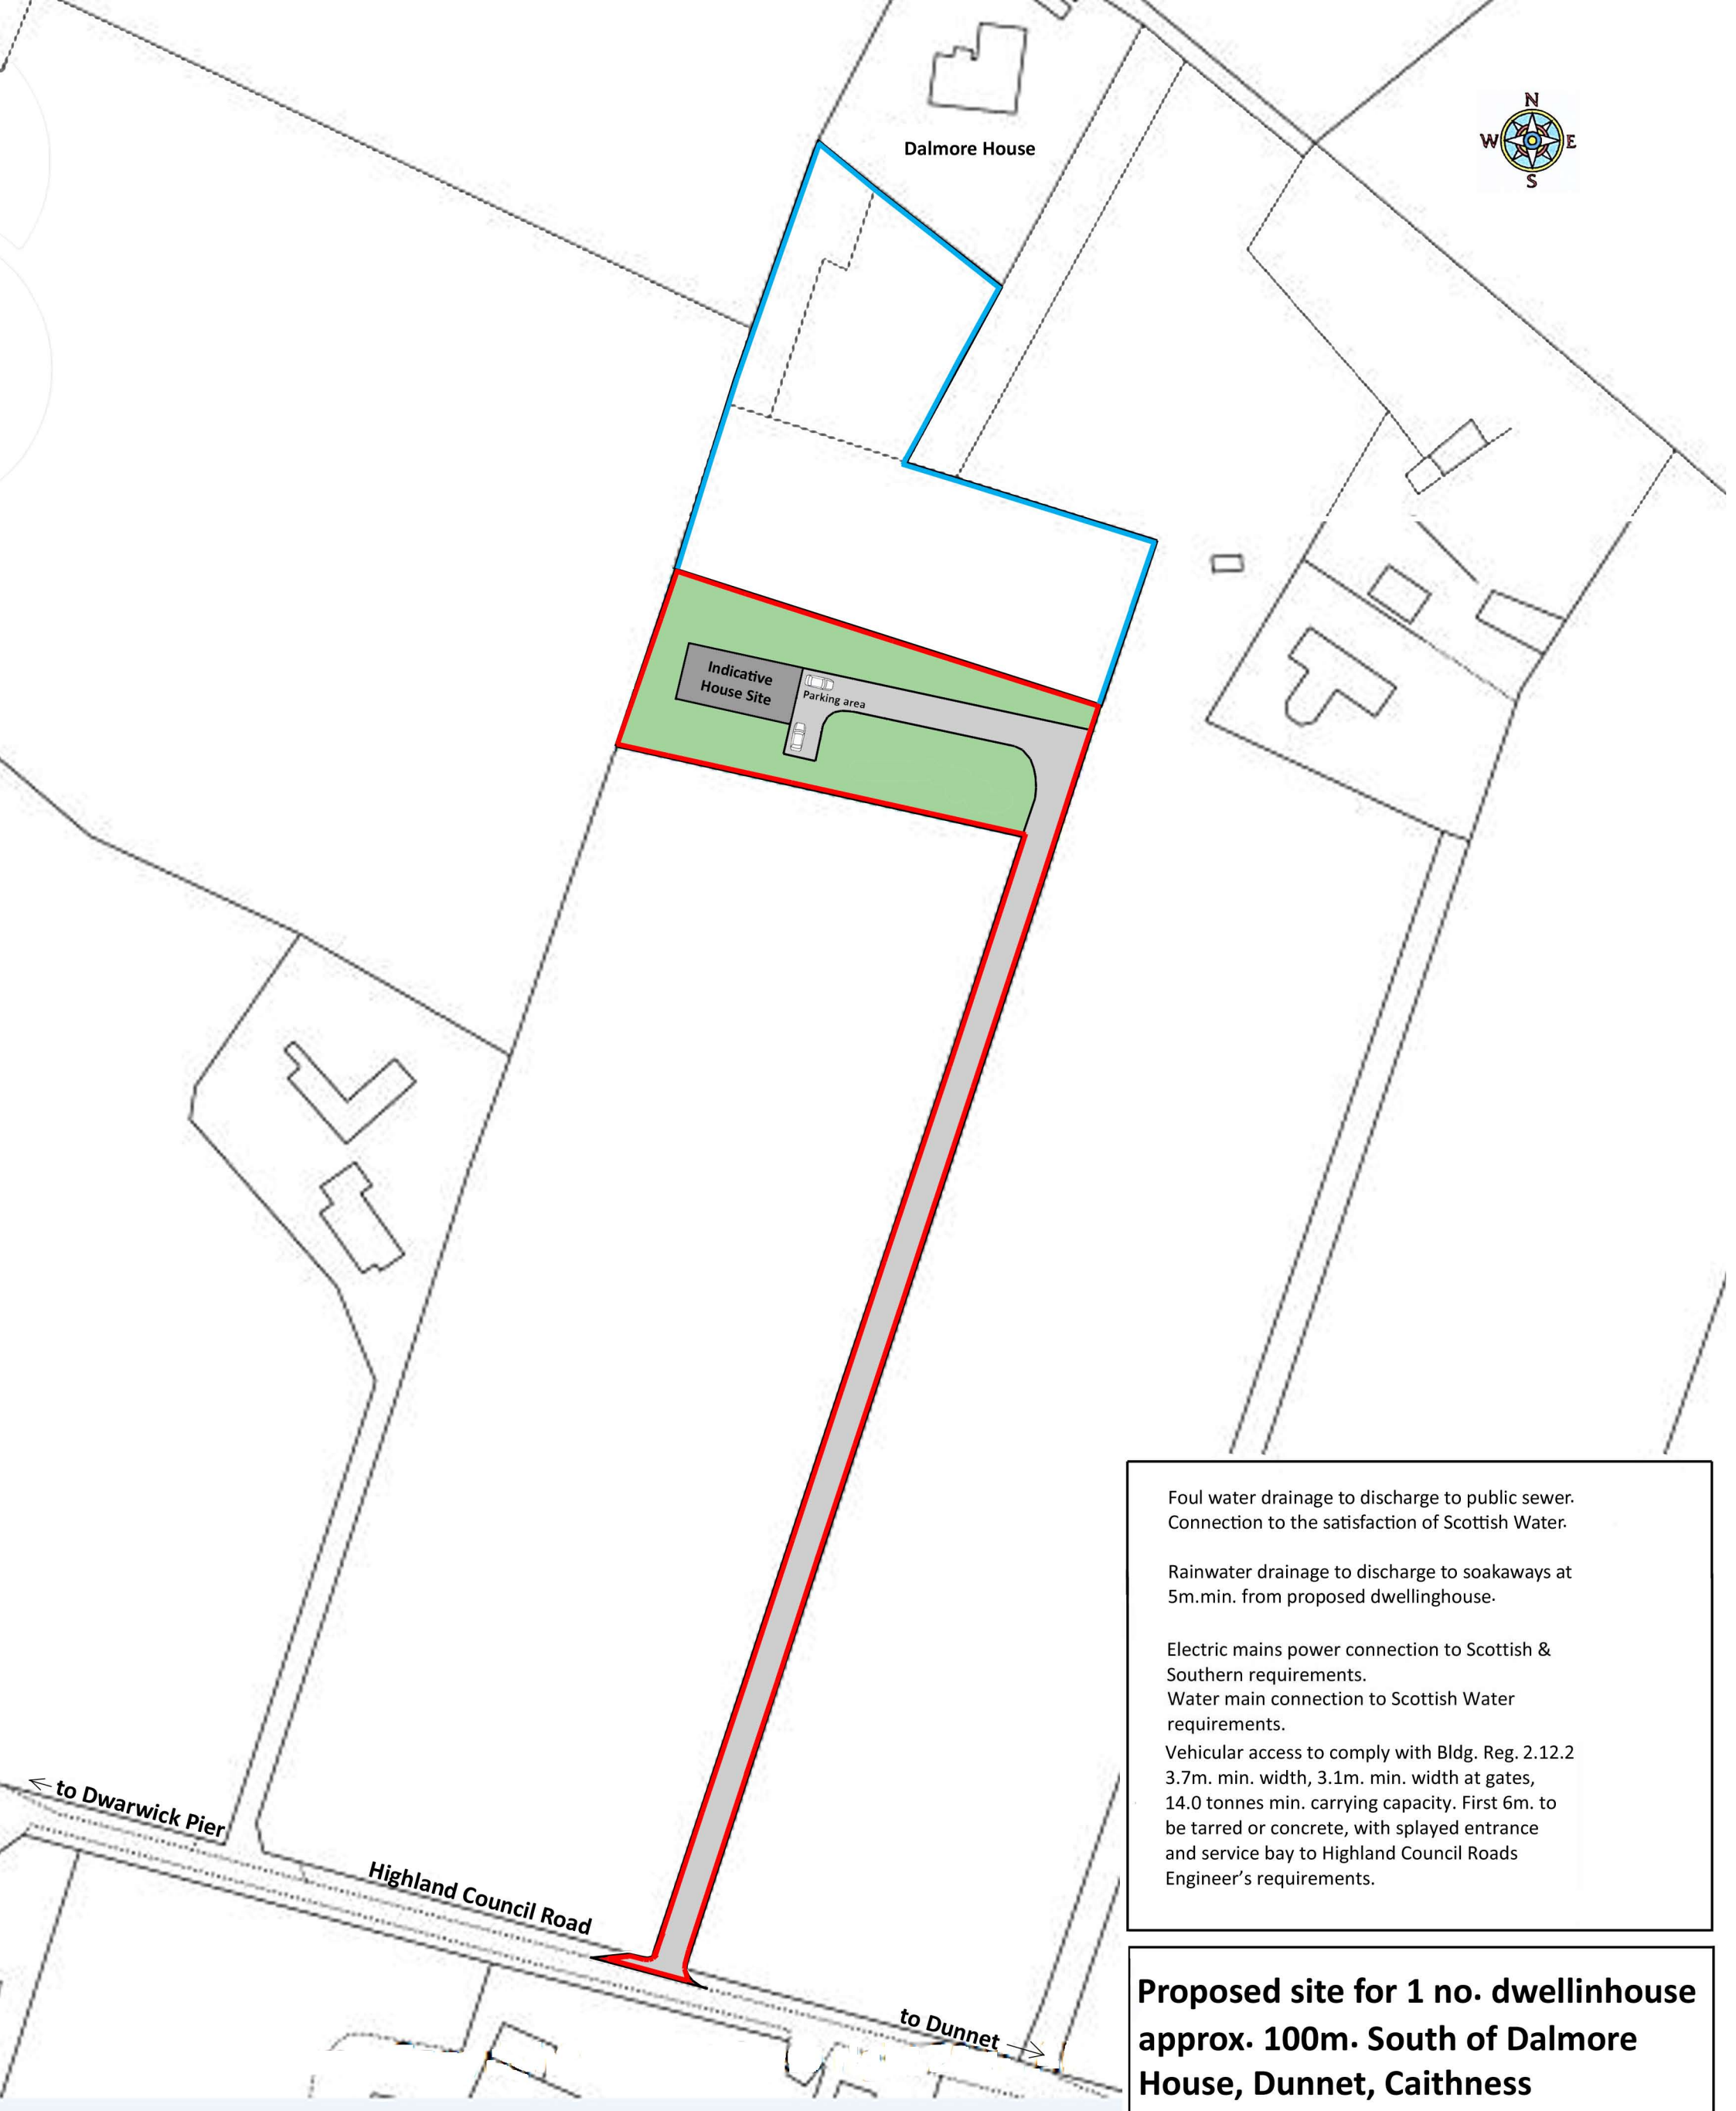 N
W E
S
Dalmore House
Indicative
House Site
Parking area
Foul water drainage to discharge to public sewer.
Connection to the satisfaction of Scottish Water.
Rainwater drainage to discharge to soakaways at
5m.min. from proposed dwellinghouse.
Electric mains power connection to Scottish &
Southern requirements.
Water main connection to Scottish Water
requirements.
Vehicular access to comply with Bldg. Reg. 2.12.2
3.7m. min. width, 3.1m. min. width at gates,
14.0 tonnes min. carrying capacity. First 6m. to
be tarred or concrete, with splayed entrance
and service bay to Highland Council Roads
Engineer’s requirements.
← to Dwarwick Pier
Highland Council Road
to Dunnet →
Proposed site for 1 no. dwellinhouse
approx. 100m. South of Dalmore
House, Dunnet, Caithness